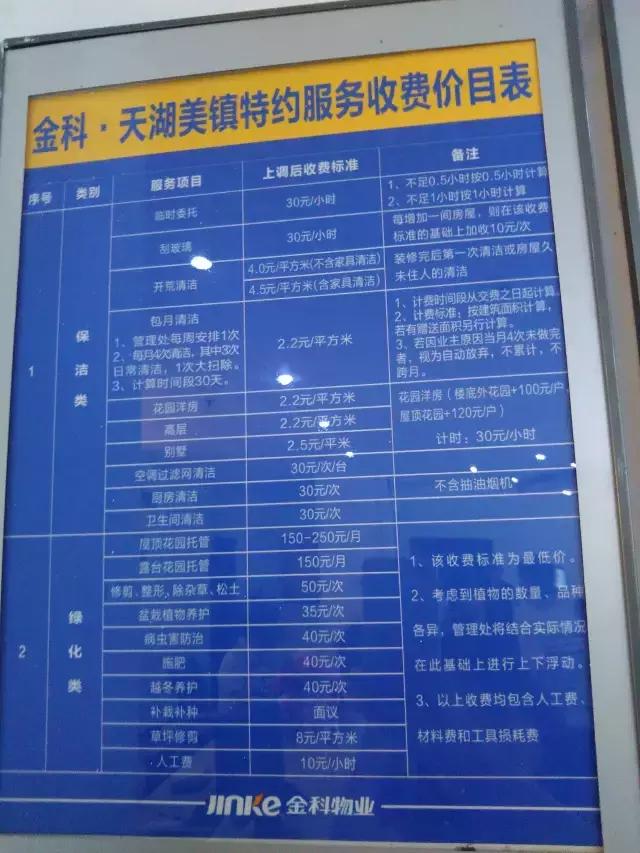 金科·天湖美镇特约服务收费价目表
序号 类别 服务项目 上调后收费标准 备注
1 保洁类
临时委托 30元/小时 1、不足0.5小时按0.5小时计算
2、不足1小时按1小时计算
刮玻璃 30元/小时 每增加一间房屋，则在该收费
标准的基础上加收10元/次
开荒清洁 4.0元/平方米(不含家具清洁)
4.5元/平方米(含家具清洁)
装修完后第一次清洁或房屋久
未住人的清洁
包月清洁
1、管理处每周安排1次
2、每月4次清洁，其中3次
日常清洁，1次大扫除。
3、计算时间段30天。
2.2元/平方米
1、计费时间段从交费之日起计算。
2、计费标准：按建筑面积计算，
若有赠送面积另行计算。
3、若因业主原因当月4次未做完
者，视为自动放弃，不累计，不
跨月。
花园洋房 2.2元/平方米
高层 2.2元/平方米
别墅 2.5元/平米
花园洋房（楼底外花园+100元/户，
屋顶花园+120元/户）
计时：30元/小时
空调过滤网清洁 30元/次/台
厨房清洁 30元/次 不含抽油烟机
卫生间清洁 30元/次
2 绿化类
屋顶花园托管 150-250元/月
露台花园托管 150元/月
修剪、整形、除杂草、松土 50元/次
盆栽植物养护 35元/次
病虫害防治 40元/次
施肥 40元/次
越冬养护 40元/次
补栽补种 面议
草坪修剪 8元/平方米
人工费 10元/小时
1、该收费标准为最低价。
2、考虑到植物的数量、品种
各异，管理处将结合实际情况
在此基础上进行上下浮动。
3、以上收费均包含人工费、
材料费和工具损耗费
JINKE 金科物业